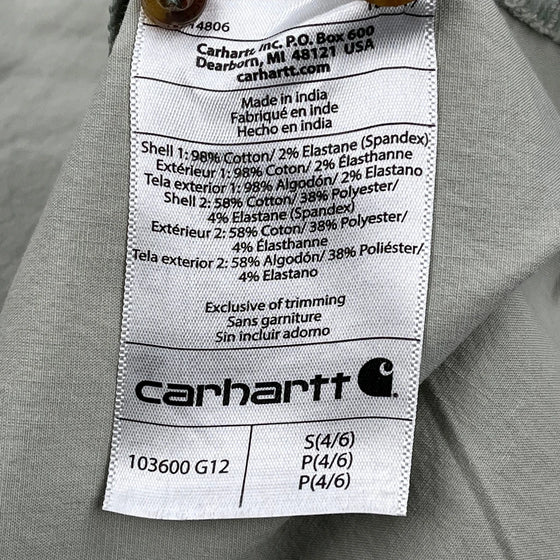 14806
Carhartt Inc. P.O. Box 600
Dearborn, MI 48121 USA
carhartt.com
Made in india
Fabriqué en inde
Hecho en india
Shell 1: 98% Cotton/ 2% Elastane (Spandex)
Extérieur 1: 98% Coton/ 2% Élasthanne
Tela exterior 1: 98% Algodón/ 2% Elastano
Shell 2: 58% Cotton/ 38% Polyester/
4% Elastane (Spandex)
Extérieur 2: 58% Coton/ 38% Polyester/
4% Élasthanne
Tela exterior 2: 58% Algodón/ 38% Poliéster/
4% Elastano
Exclusive of trimming
Sans garniture
Sin incluir adorno
carhartt
103600 G12
S(4/6)
P(4/6)
P(4/6)